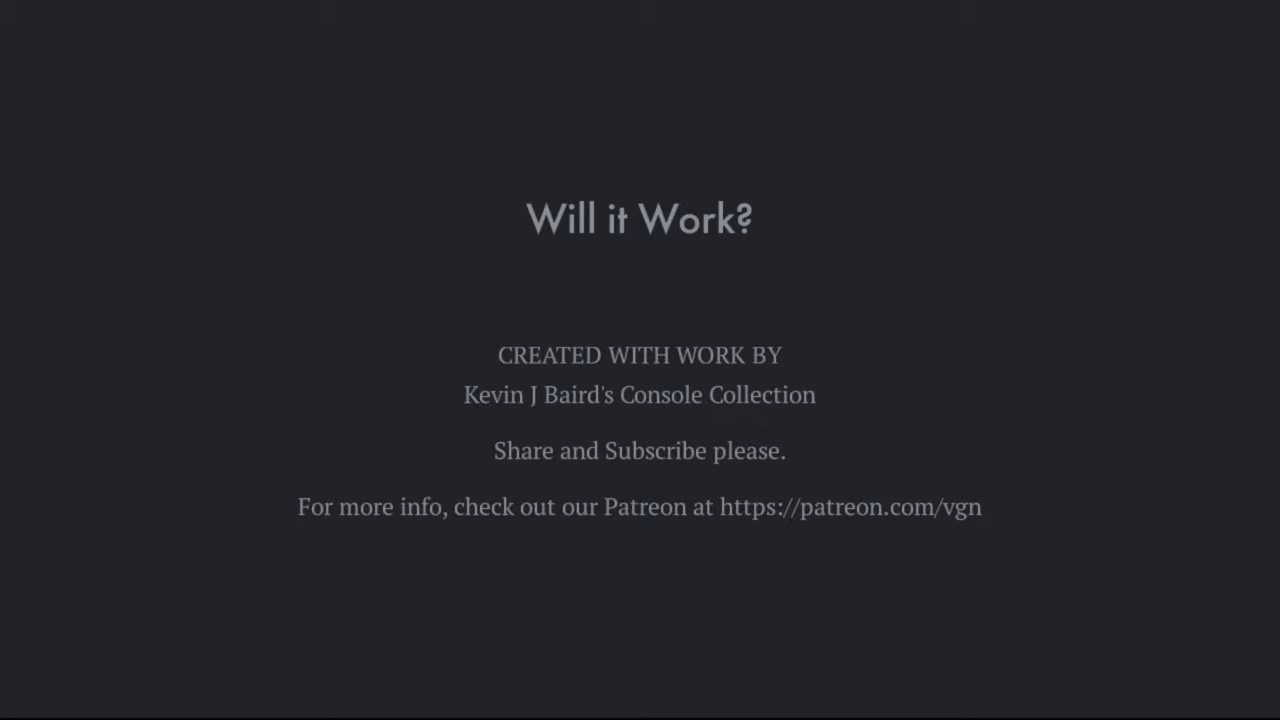 Will it Work?
CREATED WITH WORK BY
Kevin J Baird's Console Collection
Share and Subscribe please.
For more info, check out our Patreon at https://patreon.com/vgn